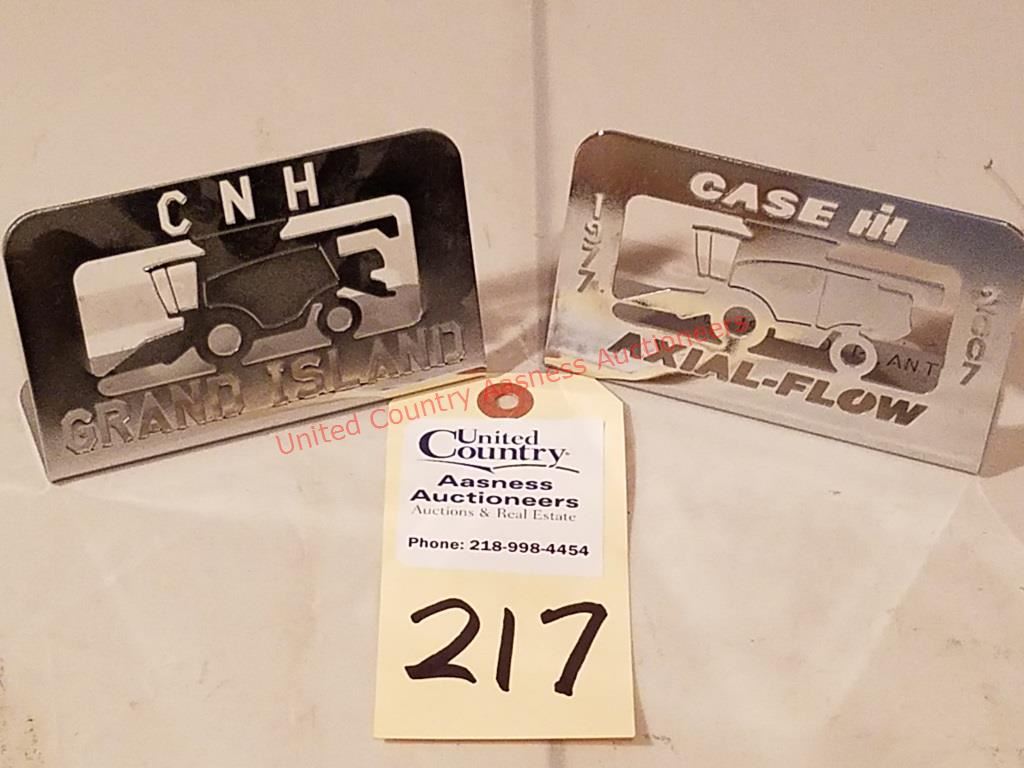 CNH
GRAND ISLAND
CASE IH
1977
2007
ANT
AXIAL-FLOW
United Country Aasness Auctioneers
United
Country
Aasness
Auctioneers
Auctions & Real Estate
Phone: 218-998-4454
217